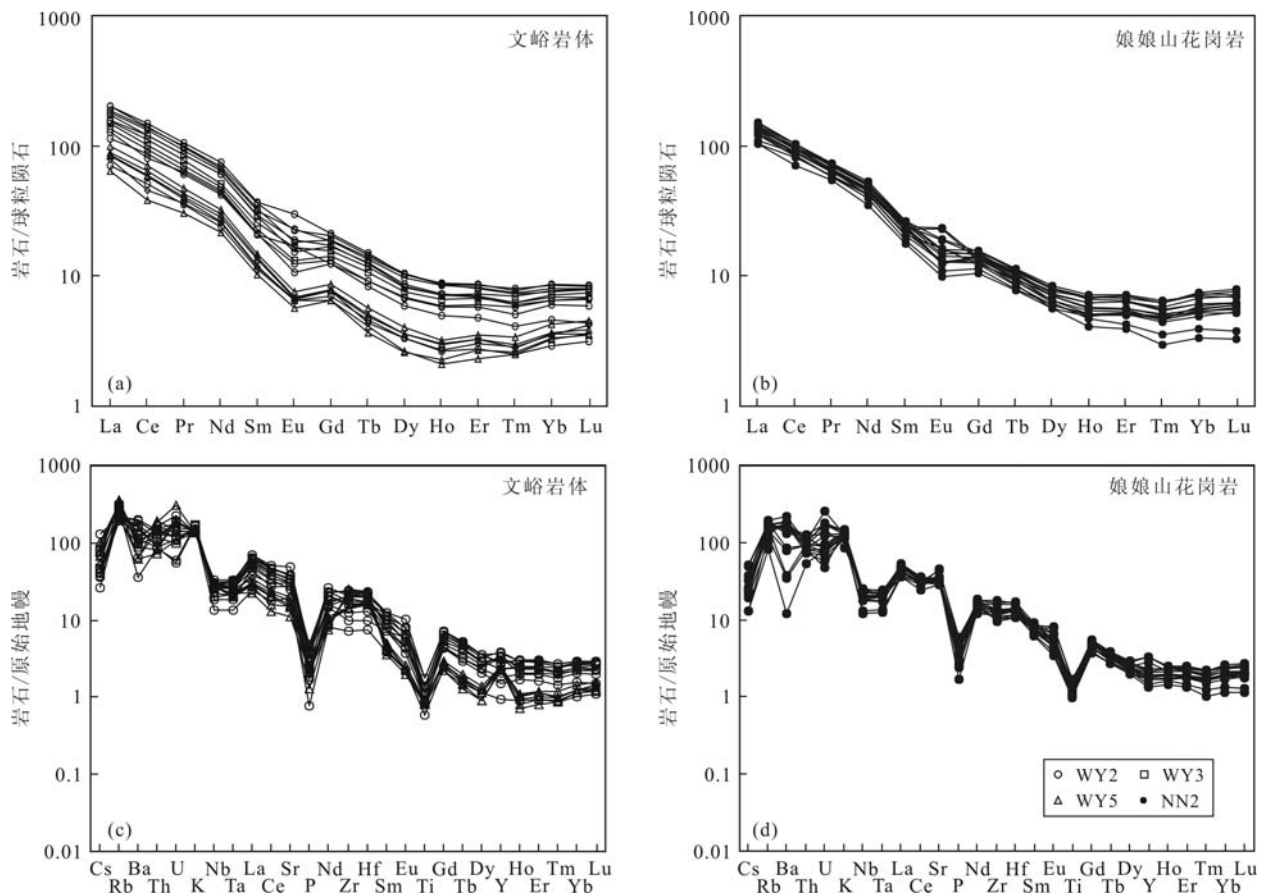 1000
100
10
1
岩石/球粒陨石
文峪岩体
(a)
La Ce Pr Nd Sm Eu Gd Tb Dy Ho Er Tm Yb Lu
1000
100
10
1
岩石/球粒陨石
娘娘山花岗岩
(b)
La Ce Pr Nd Sm Eu Gd Tb Dy Ho Er Tm Yb Lu
1000
100
10
1
0.1
0.01
岩石/原始地幔
文峪岩体
(c)
Cs Ba U Nb La Sr Nd Hf Eu Gd Dy Ho Tm Lu
Rb Th K Ta Ce P Zr Sm Ti Tb Y Er Yb
1000
100
10
1
0.1
0.01
岩石/原始地幔
娘娘山花岗岩
WY2 WY3
WY5 NN2
(d)
Cs Ba U Nb La Sr Nd Hf Eu Gd Dy Ho Tm Lu
Rb Th K Ta Ce P Zr Sm Ti Tb Y Er Yb